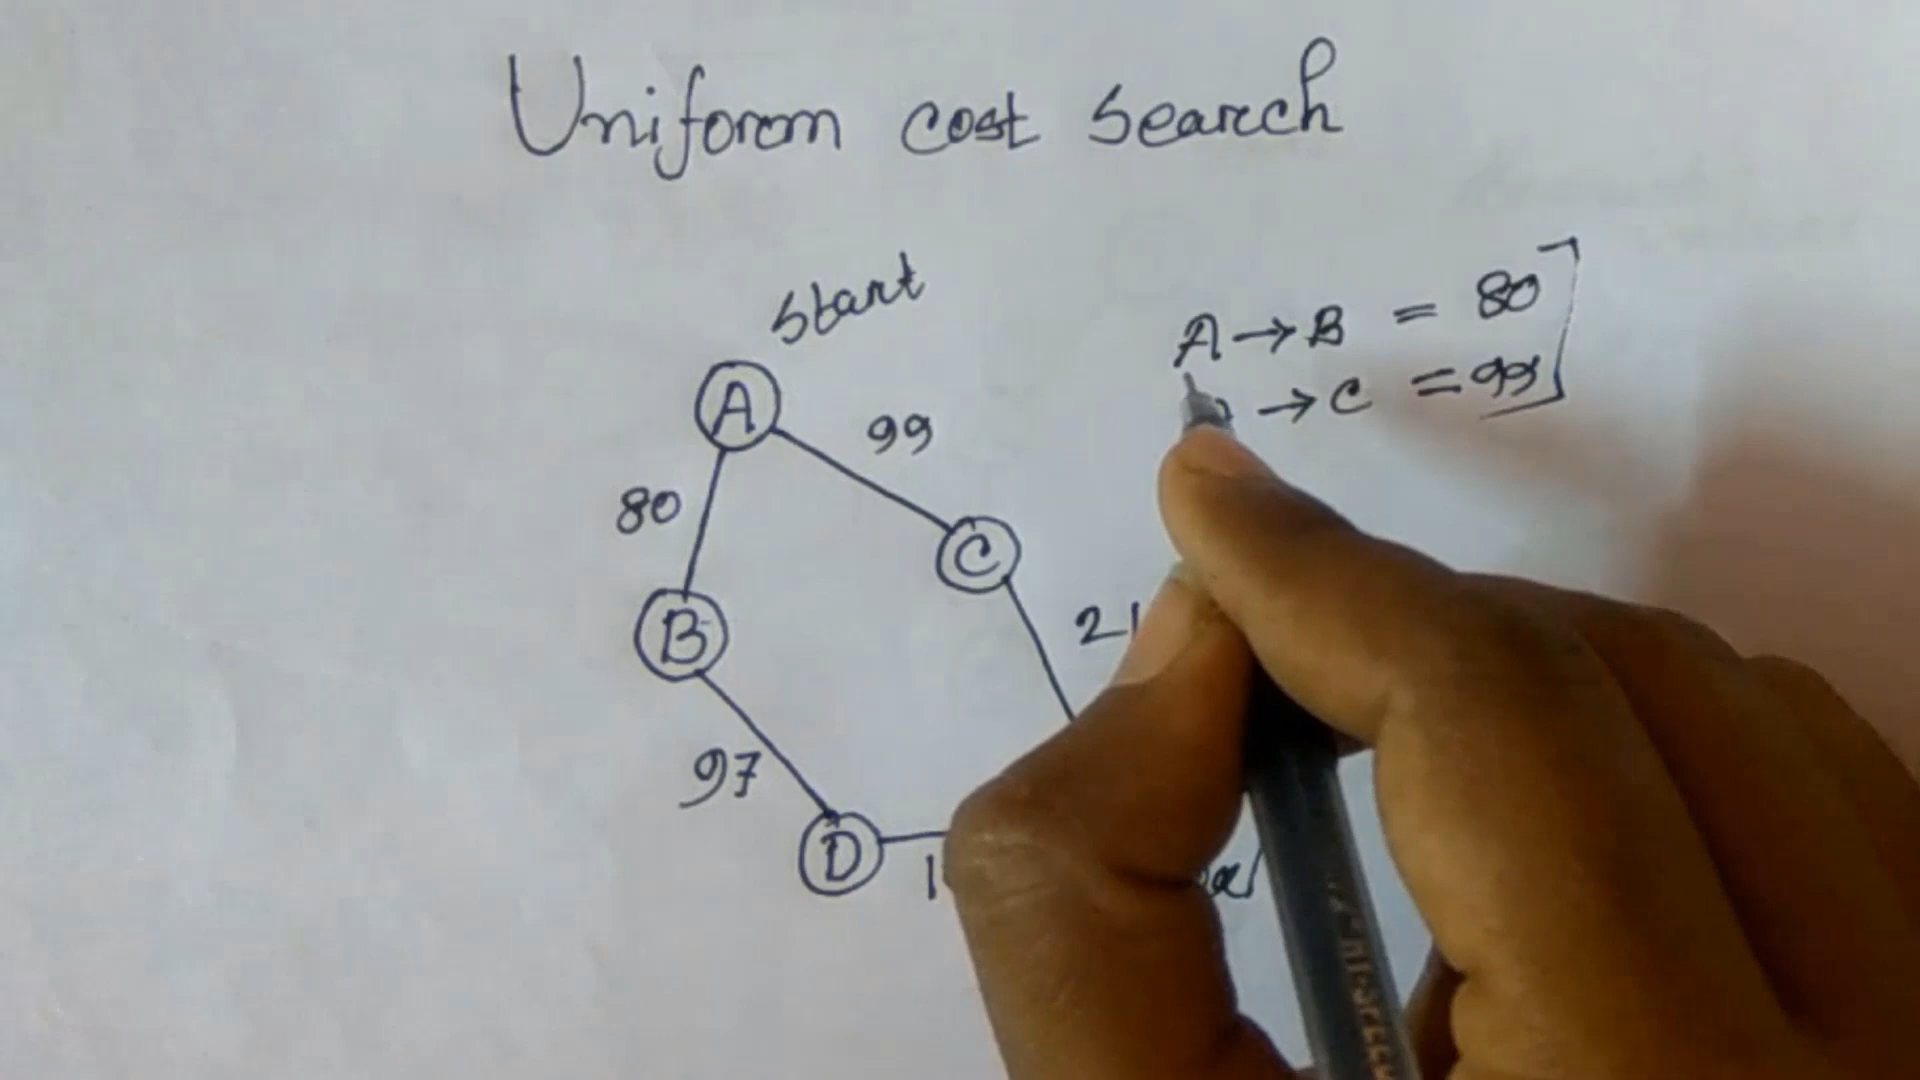 Uniform cost search
Start
A → B = 80
→ C = 99
A
99
80
C
B
97
D